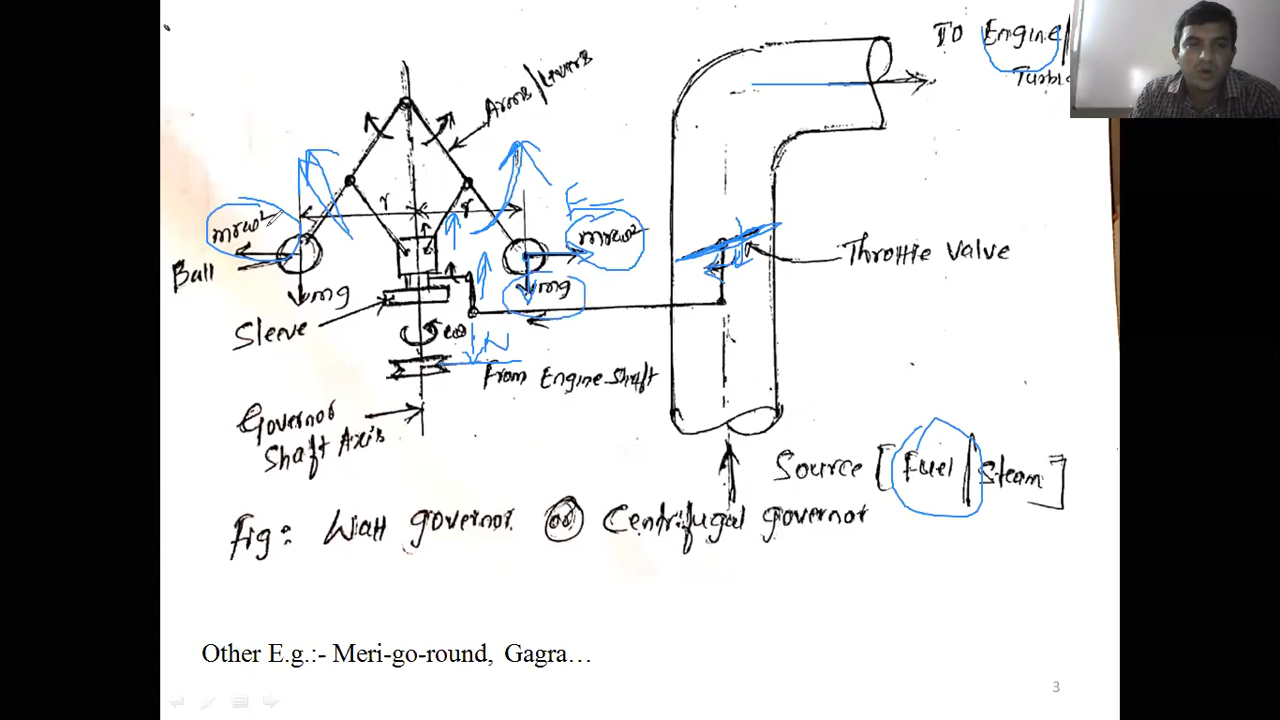 To Engine/
Turbi
Arms/Levers
r
r
mrω²
mrω²
Ball
mg
mg
Throttle Valve
Sleeve
ω
N
From Engine Shaft
Governor
Shaft Axis
Source [Fuel/Steam]
Fig: Watt governor or Centrifugal governor
Other E.g.:- Meri-go-round, Gagra…
3